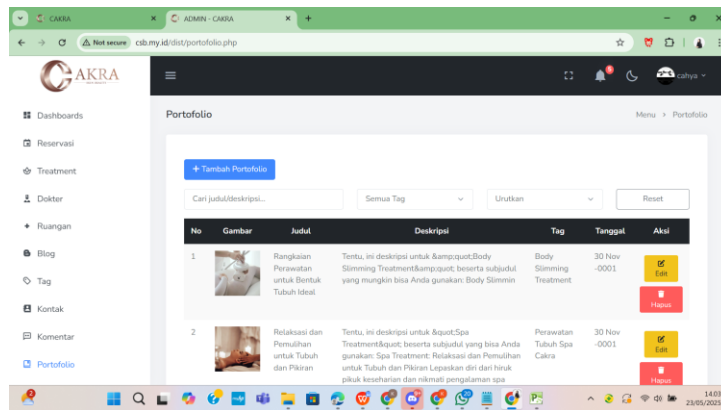 CAKRA
ADMIN - CAKRA
Not secure
csb.my.id/dist/portofolio.php
CAKRA
cahya
Dashboards
Reservasi
Treatment
Dokter
Ruangan
Blog
Tag
Kontak
Komentar
Portofolio
Portofolio
Menu > Portofolio
+ Tambah Portofolio
Cari judul/deskripsi...
Semua Tag
Urutkan
Reset
No Gambar Judul Deskripsi Tag Tanggal Aksi
1
Rangkaian
Perawatan
untuk Bentuk
Tubuh Ideal
Tentu, ini deskripsi untuk &amp;quot;Body
Slimming Treatment&amp;quot; beserta subjudul
yang mungkin bisa Anda gunakan: Body Slimmin
Body
Slimming
Treatment
30 Nov
-0001
Edit
Hapus
2
Relaksasi dan
Pemulihan
untuk Tubuh
dan Pikiran
Tentu, ini deskripsi untuk &quot;Spa
Treatment&quot; beserta subjudul yang bisa Anda
gunakan: Spa Treatment: Relaksasi dan Pemulihan
untuk Tubuh dan Pikiran Lepaskan diri dari hiruk
pikuk keseharian dan nikmati pengalaman spa
Perawatan
Tubuh Spa
Cakra
30 Nov
-0001
Edit
Hapus
14.03
23/05/2025